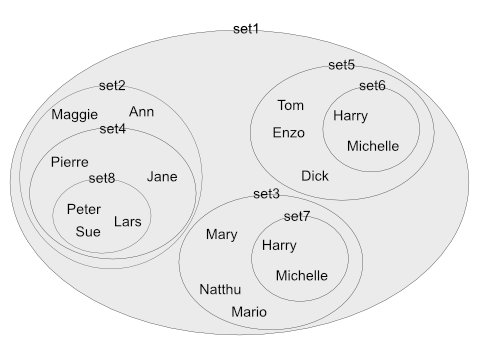 set1
set2
Maggie
Ann
set4
Pierre
Jane
set8
Peter
Sue
Lars
set5
set6
Tom
Harry
Enzo
Michelle
Dick
set3
set7
Mary
Harry
Michelle
Natthu
Mario